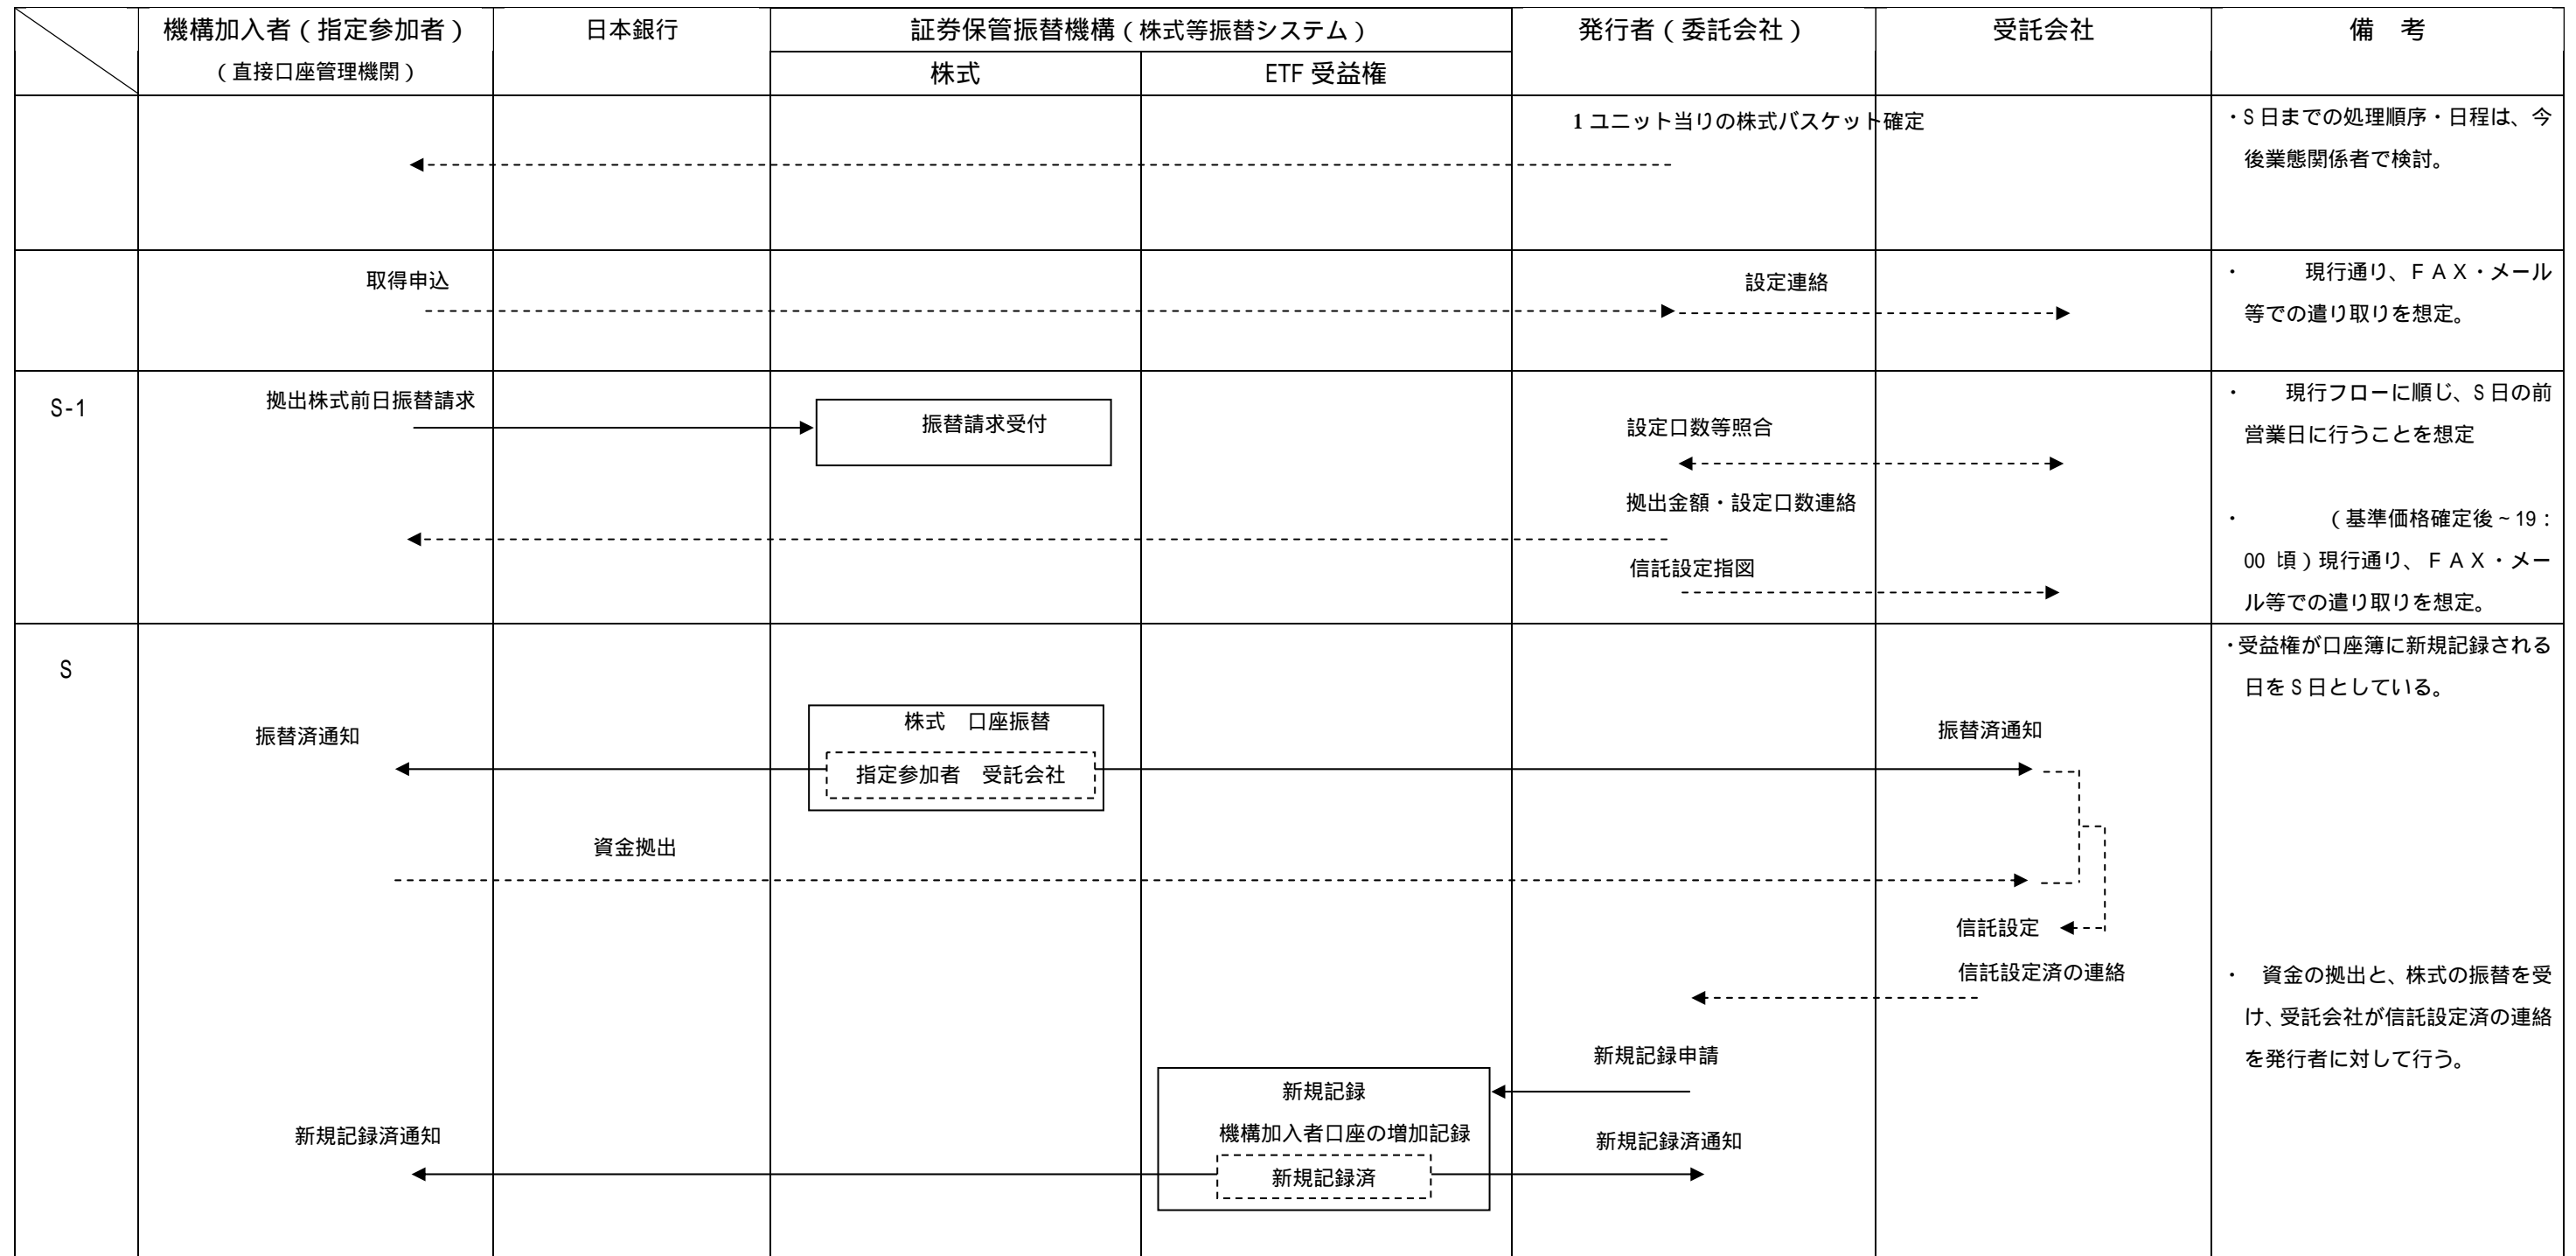 機構加入者（指定参加者）
（直接口座管理機関）
日本銀行
証券保管振替機構（株式等振替システム）
株式
ETF 受益権
発行者（委託会社）
受託会社
備　考
1 ユニット当りの株式バスケット確定
・S 日までの処理順序・日程は、今
後業態関係者で検討。
取得申込
設定連絡
・　　　現行通り、ＦＡＸ・メール
等での遣り取りを想定。
S-1
拠出株式前日振替請求
振替請求受付
設定口数等照合
拠出金額・設定口数連絡
信託設定指図
・　　現行フローに順じ、S 日の前
営業日に行うことを想定
・　　　　（基準価格確定後～19：
00 頃）現行通り、ＦＡＸ・メー
ル等での遣り取りを想定。
S
・受益権が口座簿に新規記録される
日を S 日としている。
株式　口座振替
振替済通知
指定参加者　受託会社
振替済通知
資金拠出
信託設定
信託設定済の連絡
・　資金の拠出と、株式の振替を受
け、受託会社が信託設定済の連絡
を発行者に対して行う。
新規記録申請
新規記録
機構加入者口座の増加記録
新規記録済通知
新規記録済通知
新規記録済